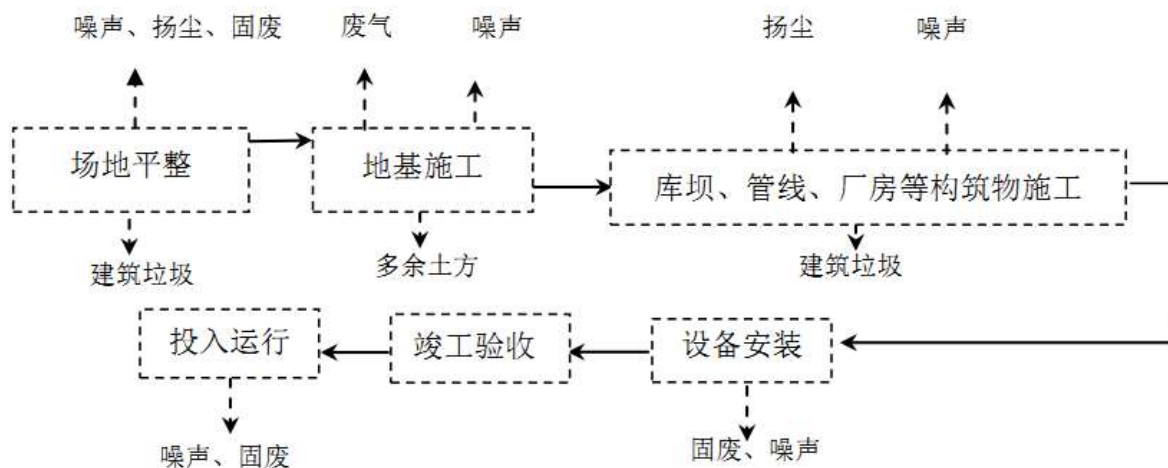 噪声、扬尘、固废
废气
噪声
扬尘
噪声
场地平整
地基施工
库坝、管线、厂房等构筑物施工
建筑垃圾
多余土方
建筑垃圾
投入运行
竣工验收
设备安装
噪声、固废
固废、噪声